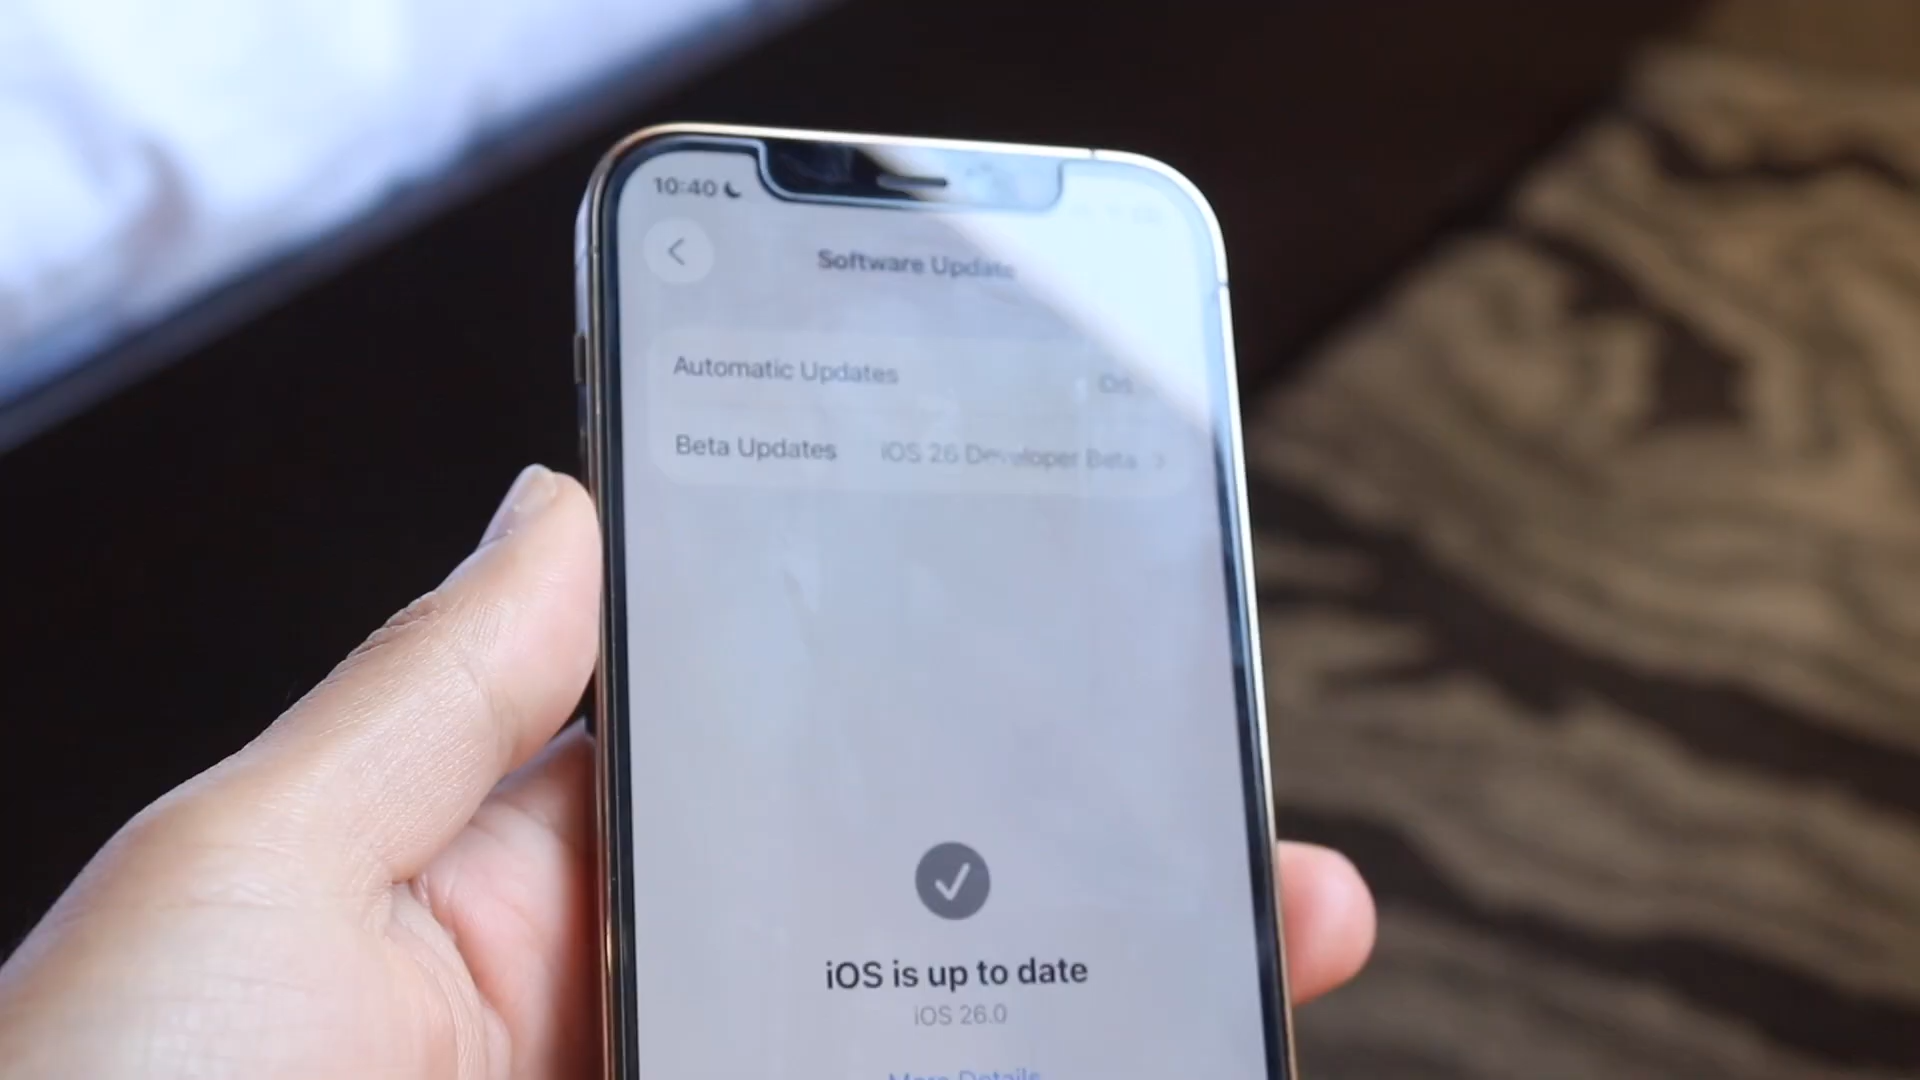 10:40
Software Update
Automatic Updates
Beta Updates iOS 26 Developer Beta
iOS is up to date
iOS 26.0
More Details